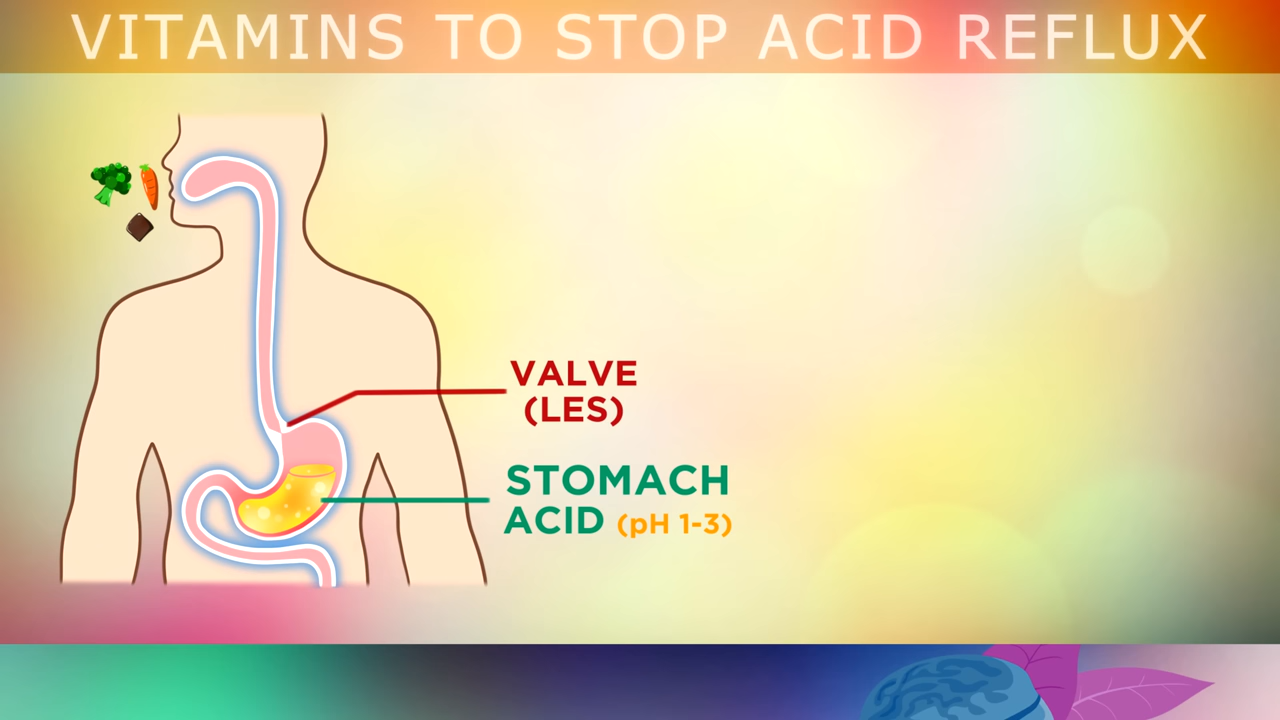 VITAMINS TO STOP ACID REFLUX
VALVE
(LES)
STOMACH
ACID (pH 1-3)